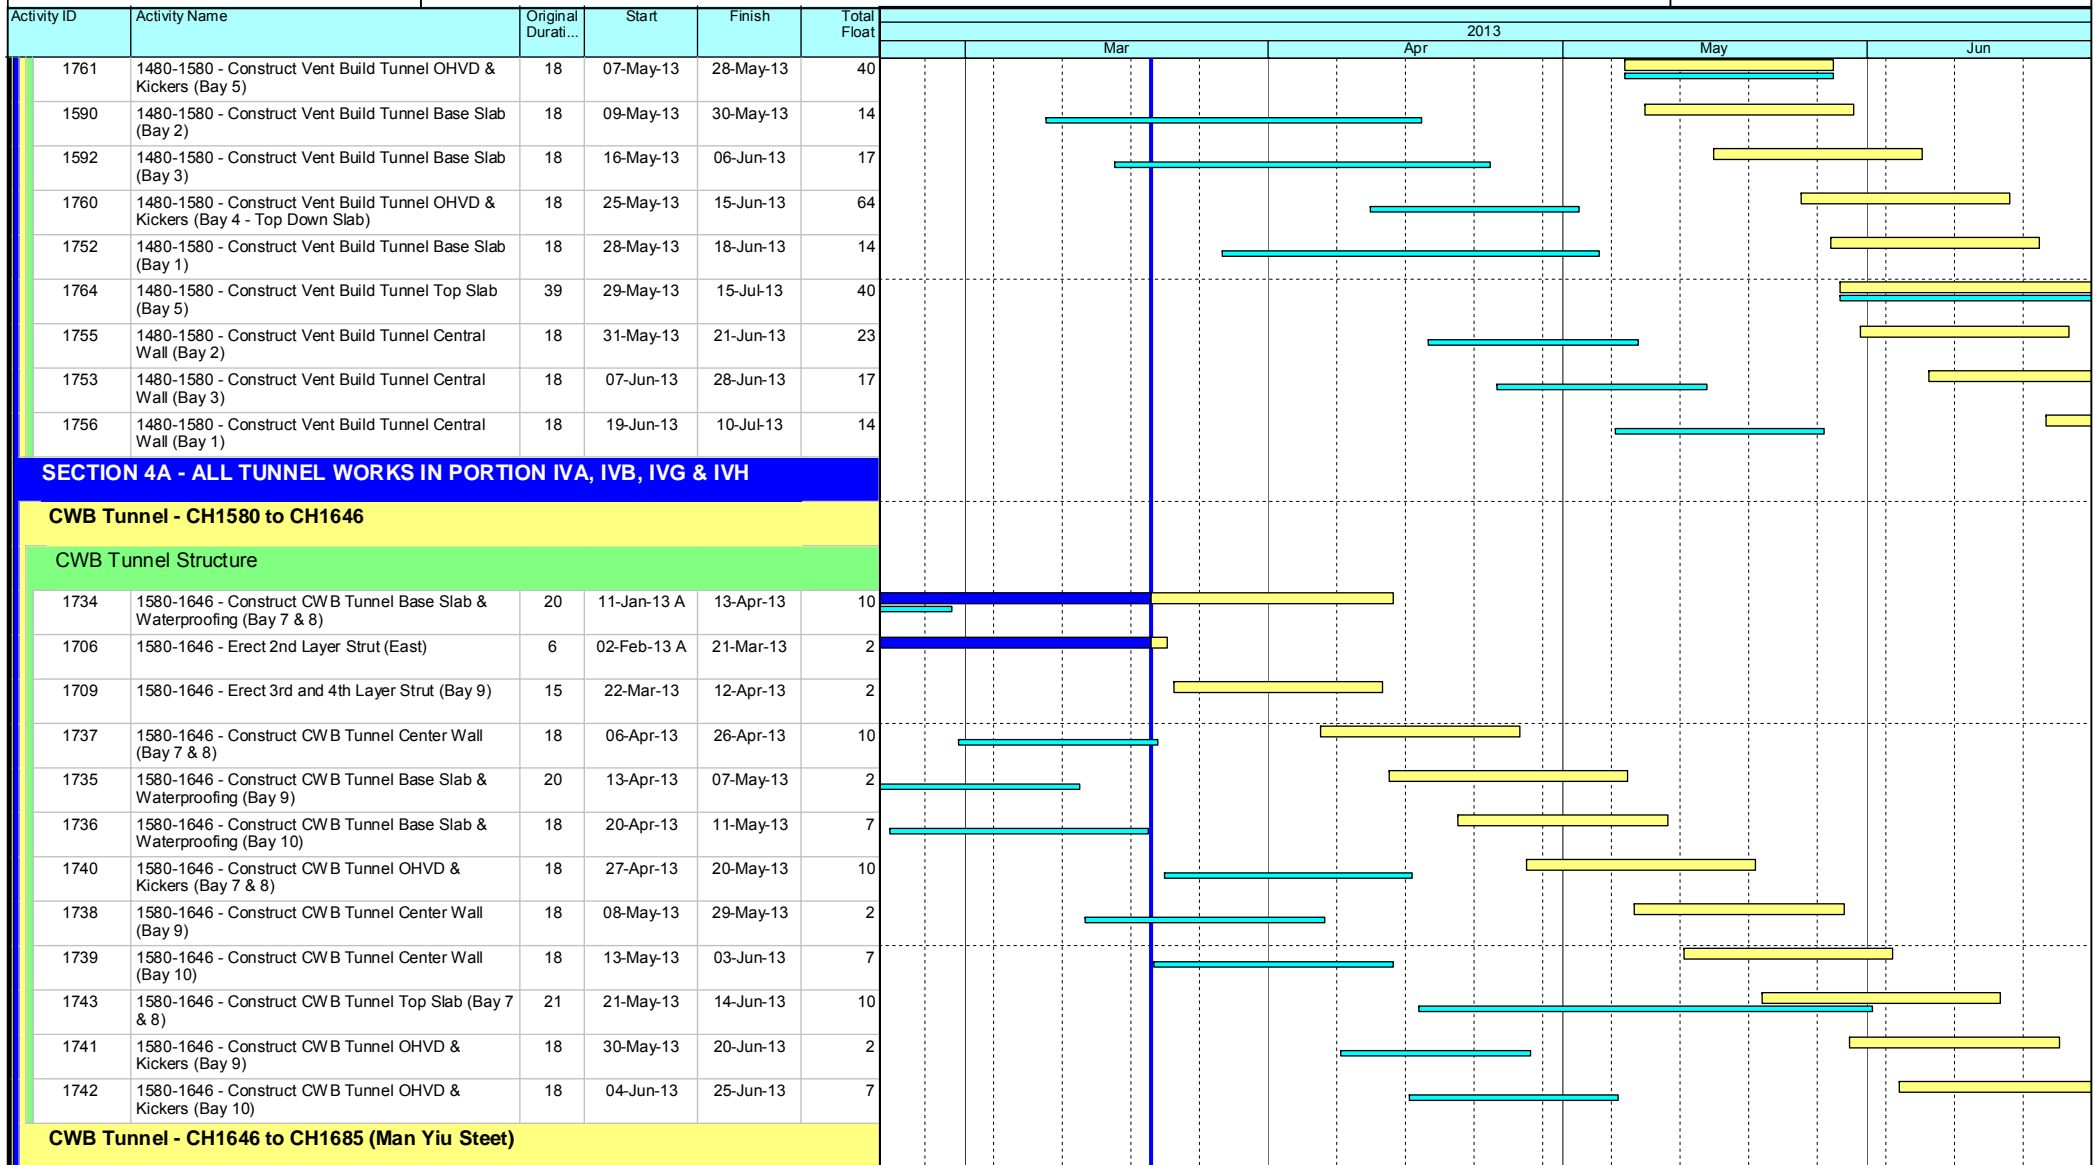 Activity ID Activity Name Original Start Finish Total
Durati... Float
2013
Mar Apr May Jun
1761 1480-1580 - Construct Vent Build Tunnel OHVD & 18 07-May-13 28-May-13 40
Kickers (Bay 5)
1590 1480-1580 - Construct Vent Build Tunnel Base Slab 18 09-May-13 30-May-13 14
(Bay 2)
1592 1480-1580 - Construct Vent Build Tunnel Base Slab 18 16-May-13 06-Jun-13 17
(Bay 3)
1760 1480-1580 - Construct Vent Build Tunnel OHVD & 18 25-May-13 15-Jun-13 64
Kickers (Bay 4 - Top Down Slab)
1752 1480-1580 - Construct Vent Build Tunnel Base Slab 18 28-May-13 18-Jun-13 14
(Bay 1)
1764 1480-1580 - Construct Vent Build Tunnel Top Slab 39 29-May-13 15-Jul-13 40
(Bay 5)
1755 1480-1580 - Construct Vent Build Tunnel Central 18 31-May-13 21-Jun-13 23
Wall (Bay 2)
1753 1480-1580 - Construct Vent Build Tunnel Central 18 07-Jun-13 28-Jun-13 17
Wall (Bay 3)
1756 1480-1580 - Construct Vent Build Tunnel Central 18 19-Jun-13 10-Jul-13 14
Wall (Bay 1)
SECTION 4A - ALL TUNNEL WORKS IN PORTION IVA, IVB, IVG & IVH
CWB Tunnel - CH1580 to CH1646
CWB Tunnel Structure
1734 1580-1646 - Construct CWB Tunnel Base Slab & 20 11-Jan-13 A 13-Apr-13 10
Waterproofing (Bay 7 & 8)
1706 1580-1646 - Erect 2nd Layer Strut (East) 6 02-Feb-13 A 21-Mar-13 2
1709 1580-1646 - Erect 3rd and 4th Layer Strut (Bay 9) 15 22-Mar-13 12-Apr-13 2
1737 1580-1646 - Construct CWB Tunnel Center Wall 18 06-Apr-13 26-Apr-13 10
(Bay 7 & 8)
1735 1580-1646 - Construct CWB Tunnel Base Slab & 20 13-Apr-13 07-May-13 2
Waterproofing (Bay 9)
1736 1580-1646 - Construct CWB Tunnel Base Slab & 18 20-Apr-13 11-May-13 7
Waterproofing (Bay 10)
1740 1580-1646 - Construct CWB Tunnel OHVD & 18 27-Apr-13 20-May-13 10
Kickers (Bay 7 & 8)
1738 1580-1646 - Construct CWB Tunnel Center Wall 18 08-May-13 29-May-13 2
(Bay 9)
1739 1580-1646 - Construct CWB Tunnel Center Wall 18 13-May-13 03-Jun-13 7
(Bay 10)
1743 1580-1646 - Construct CWB Tunnel Top Slab (Bay 7 21 21-May-13 14-Jun-13 10
& 8)
1741 1580-1646 - Construct CWB Tunnel OHVD & 18 30-May-13 20-Jun-13 2
Kickers (Bay 9)
1742 1580-1646 - Construct CWB Tunnel OHVD & 18 04-Jun-13 25-Jun-13 7
Kickers (Bay 10)
CWB Tunnel - CH1646 to CH1685 (Man Yiu Steet)